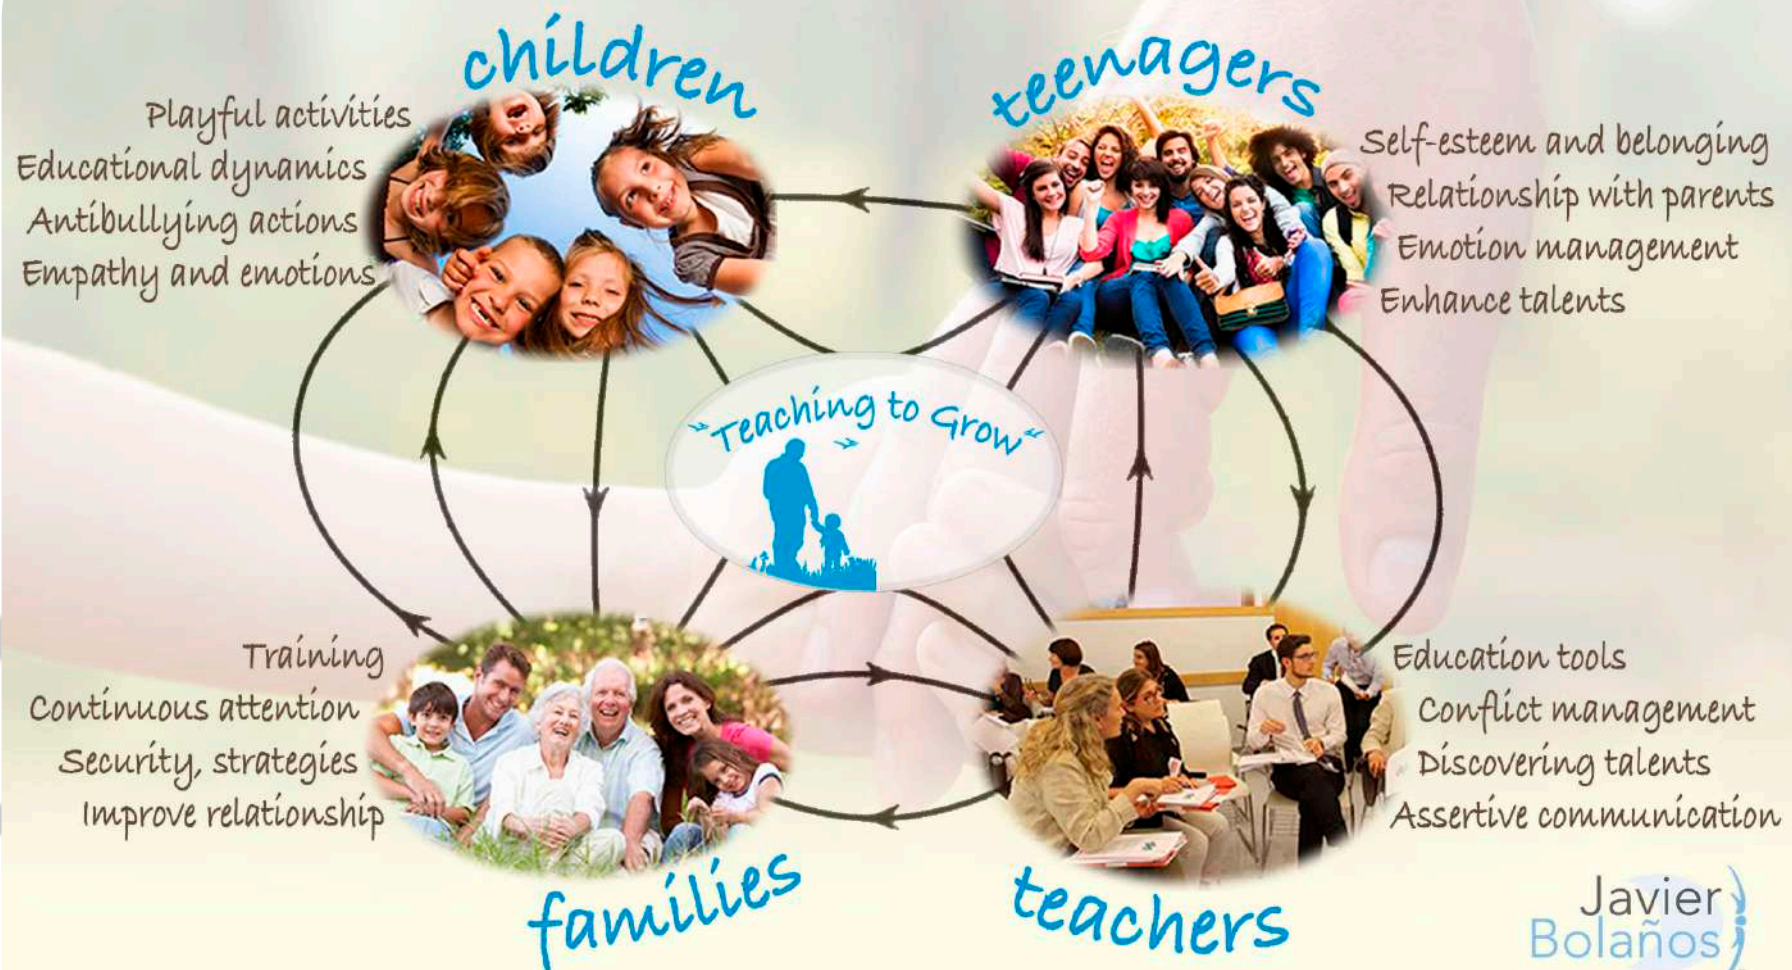 children
Playful activities
Educational dynamics
Antibullying actions
Empathy and emotions
teenagers
Self-esteem and belonging
Relationship with parents
Emotion management
Enhance talents
"Teaching to Grow"
Training
Continuous attention
Security, strategies
Improve relationship
families
Education tools
Conflict management
Discovering talents
Assertive communication
teachers
Javier
Bolaños